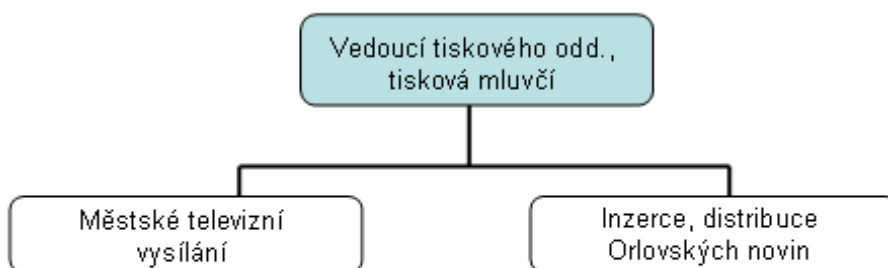 Vedoucí tiskového odd.,
tisková mluvčí
Městské televizní
vysílání
Inzerce, distribuce
Orlovských novin